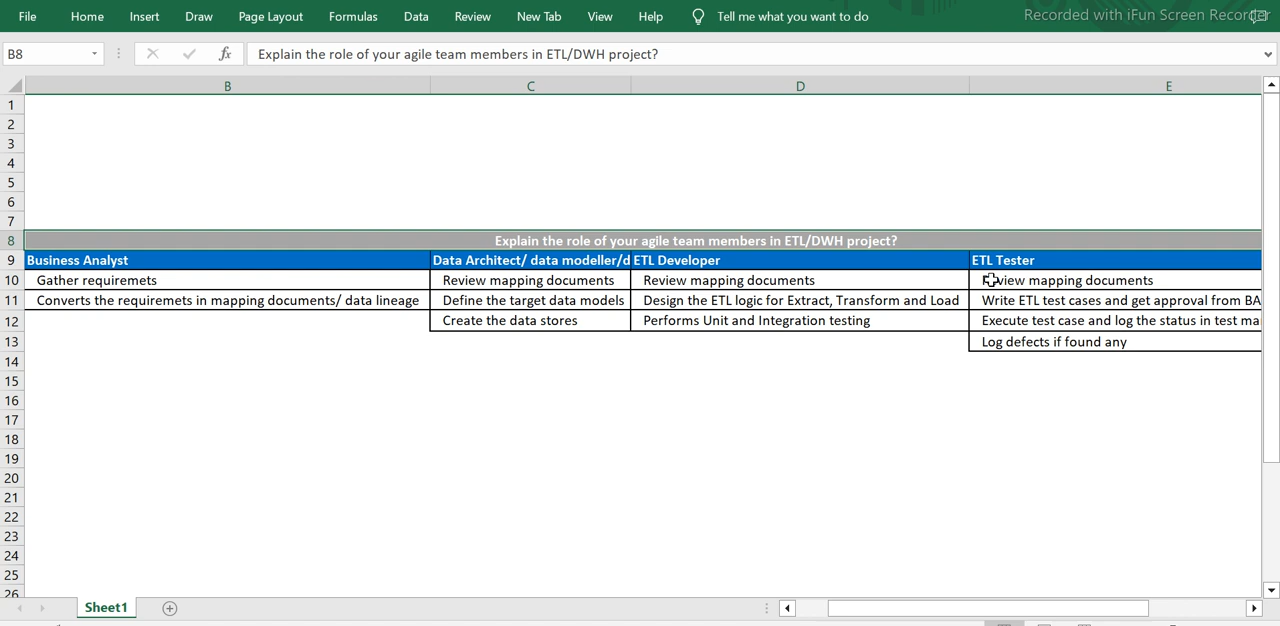 File Home Insert Draw Page Layout Formulas Data Review New Tab View Help Tell me what you want to do
Recorded with iFun Screen Recorder
B8 fx Explain the role of your agile team members in ETL/DWH project?
B C D E
1
2
3
4
5
6
7
8 Explain the role of your agile team members in ETL/DWH project?
9 Business Analyst Data Architect/ data modeller/d ETL Developer ETL Tester
10 Gather requiremets Review mapping documents Review mapping documents Review mapping documents
11 Converts the requiremets in mapping documents/ data lineage Define the target data models Design the ETL logic for Extract, Transform and Load Write ETL test cases and get approval from BA
12 Create the data stores Performs Unit and Integration testing Execute test case and log the status in test ma
13 Log defects if found any
14
15
16
17
18
19
20
21
22
23
24
25
26
Sheet1